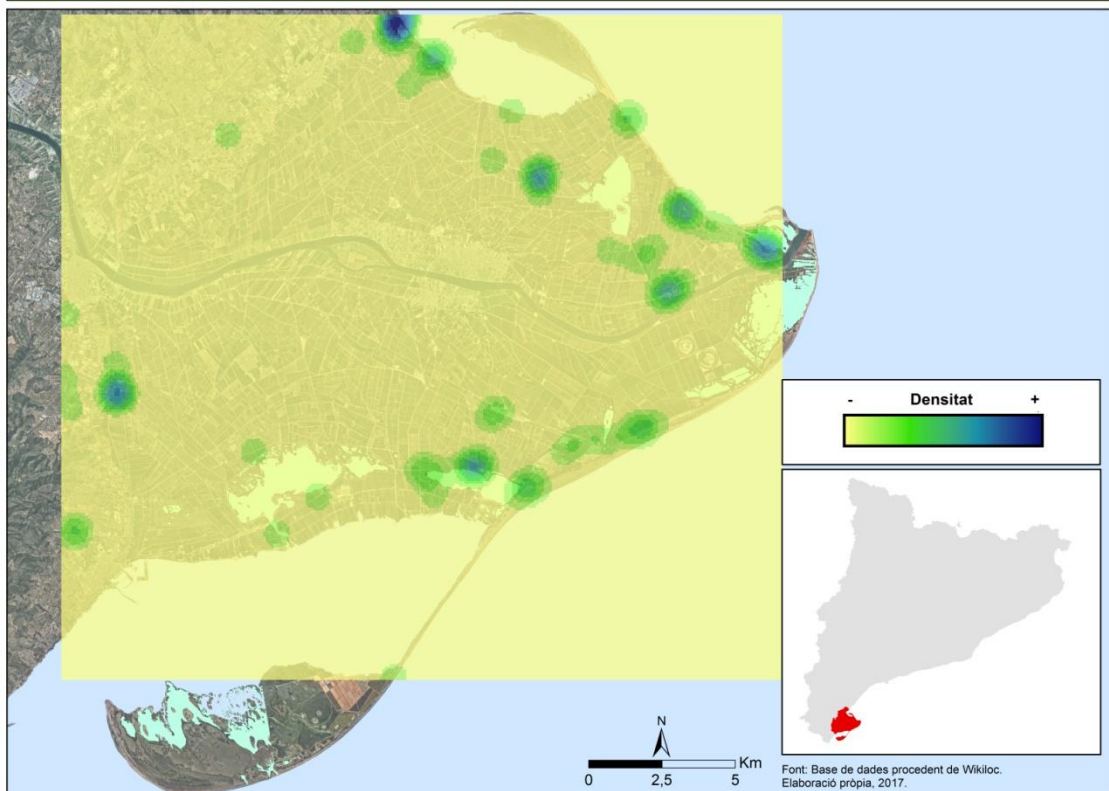 - Densitat +
N
Km
0 2,5 5
Font: Base de dades procedent de Wikiloc.
Elaboració pròpia, 2017.